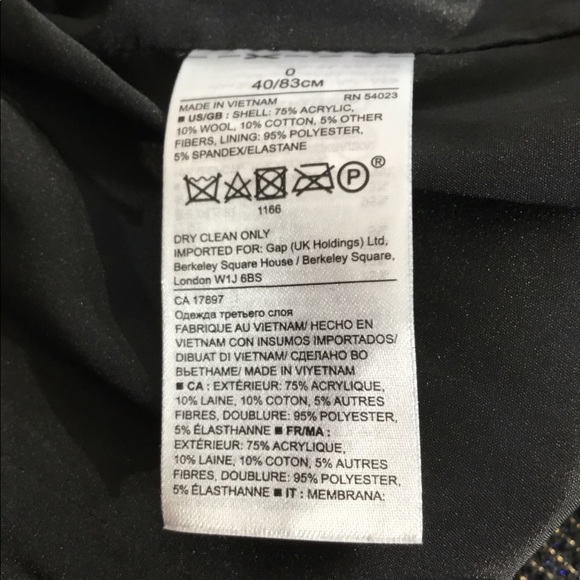 0
40/83см
MADE IN VIETNAM RN 54023
■ US/GB : SHELL: 75% ACRYLIC,
10% WOOL, 10% COTTON, 5% OTHER
FIBERS, LINING: 95% POLYESTER,
5% SPANDEX/ELASTANE
P®
1166
DRY CLEAN ONLY
IMPORTED FOR: Gap (UK Holdings) Ltd,
Berkeley Square House / Berkeley Square,
London W1J 6BS
CA 17897
Одежда третьего слоя
FABRIQUE AU VIETNAM/ HECHO EN
VIETNAM CON INSUMOS IMPORTADOS/
DIBUAT DI VIETNAM/ СДЕЛАНО ВО
ВЬЕТНАМЕ/ MADE IN VIYETNAM
■ CA : EXTÉRIEUR: 75% ACRYLIQUE,
10% LAINE, 10% COTON, 5% AUTRES
FIBRES, DOUBLURE: 95% POLYESTER,
5% ÉLASTHANNE ■ FR/MA :
EXTÉRIEUR: 75% ACRYLIQUE,
10% LAINE, 10% COTON, 5% AUTRES
FIBRES, DOUBLURE: 95% POLYESTER,
5% ÉLASTHANNE ■ IT : MEMBRANA: